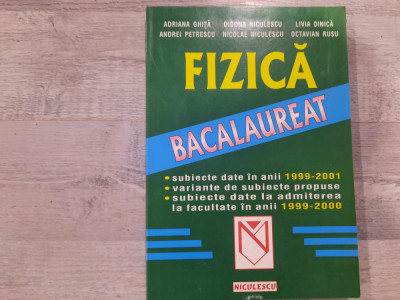 ADRIANA GHIȚĂ DIGONA NICULESCU LIVIA DINICĂ
ANDREI PETRESCU NICOLAE NICULESCU OCTAVIAN RUSU
FIZICĂ
BACALAUREAT
• subiecte date în anii 1999-2001
• variante de subiecte propuse
• subiecte date la admiterea
la facultate în anii 1999-2000
NICULESCU